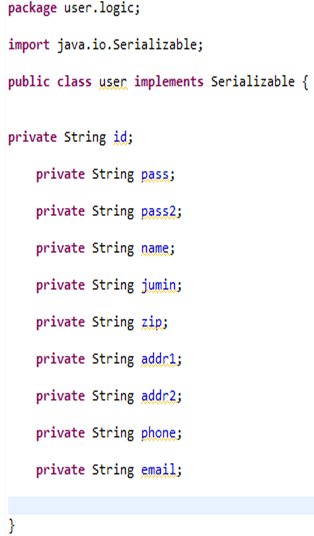 package user.logic;
import java.io.Serializable;
public class user implements Serializable {
private String id;
private String pass;
private String pass2;
private String name;
private String jumin;
private String zip;
private String addr1;
private String addr2;
private String phone;
private String email;
}